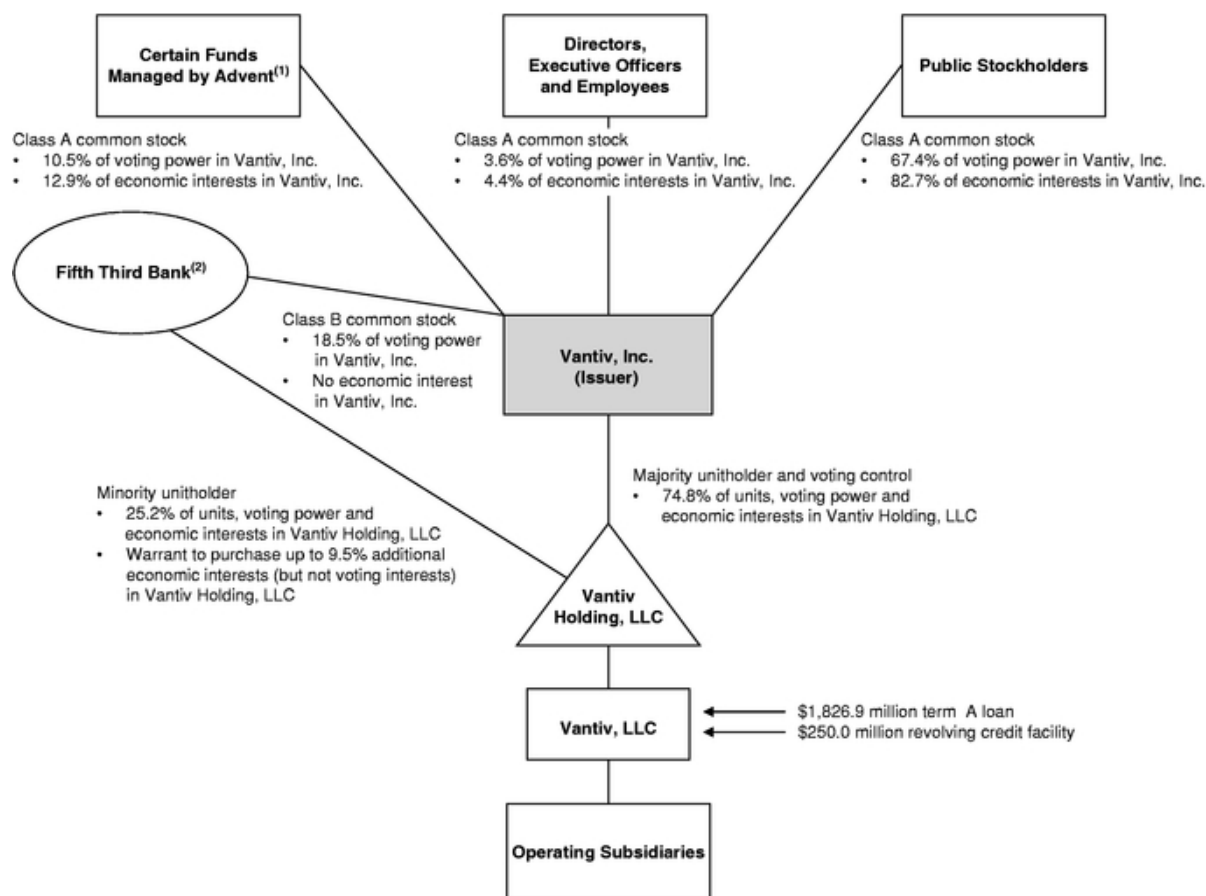 Certain Funds
Managed by Advent(1)
Directors,
Executive Officers
and Employees
Public Stockholders
Class A common stock
• 10.5% of voting power in Vantiv, Inc.
• 12.9% of economic interests in Vantiv, Inc.
Class A common stock
• 3.6% of voting power in Vantiv, Inc.
• 4.4% of economic interests in Vantiv, Inc.
Class A common stock
• 67.4% of voting power in Vantiv, Inc.
• 82.7% of economic interests in Vantiv, Inc.
Fifth Third Bank(2)
Class B common stock
• 18.5% of voting power
in Vantiv, Inc.
• No economic interest
in Vantiv, Inc.
Vantiv, Inc.
(Issuer)
Minority unitholder
• 25.2% of units, voting power and
economic interests in Vantiv Holding, LLC
• Warrant to purchase up to 9.5% additional
economic interests (but not voting interests)
in Vantiv Holding, LLC
Majority unitholder and voting control
• 74.8% of units, voting power and
economic interests in Vantiv Holding, LLC
Vantiv
Holding, LLC
Vantiv, LLC
$1,826.9 million term A loan
$250.0 million revolving credit facility
Operating Subsidiaries